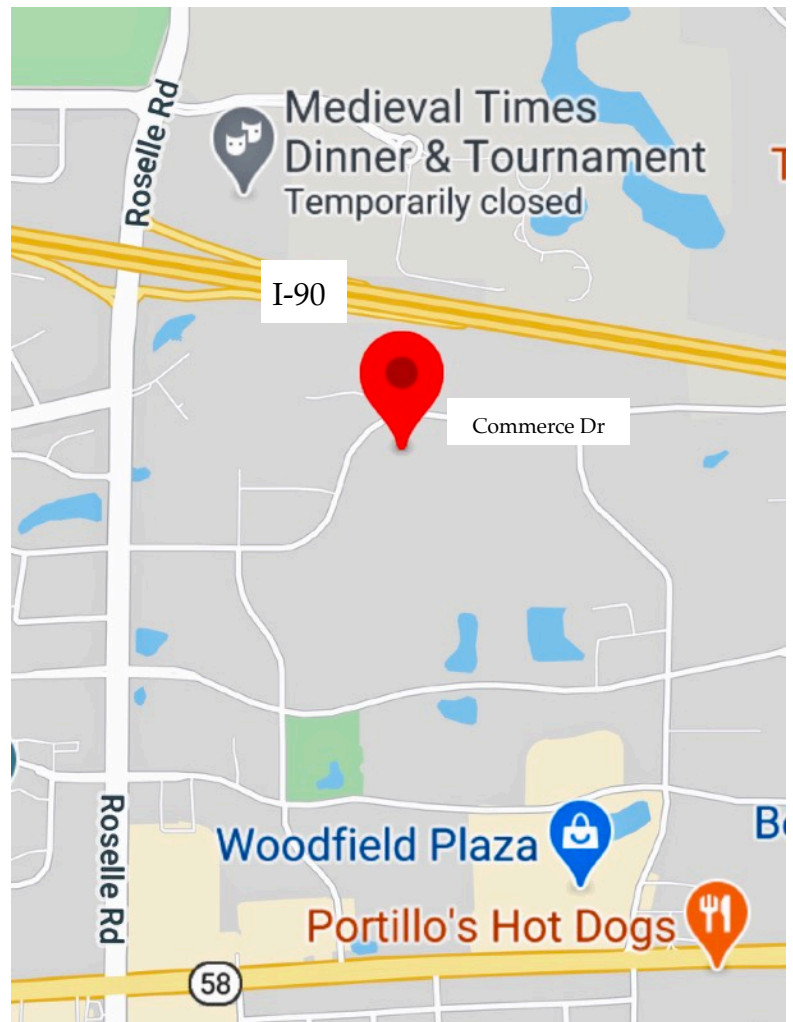 Roselle Rd
Medieval Times
Dinner & Tournament
Temporarily closed
I-90
Commerce Dr
Roselle Rd
Woodfield Plaza
Portillo's Hot Dogs
58